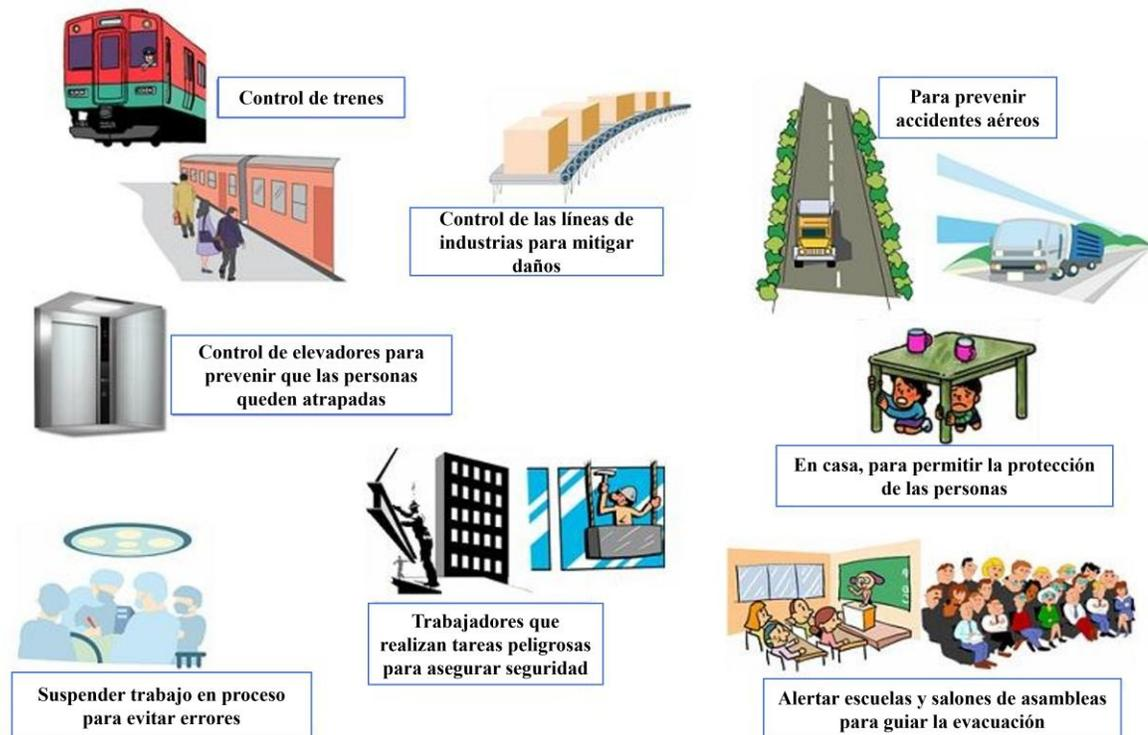 Control de trenes
Control de las líneas de
industrias para mitigar
daños
Para prevenir
accidentes aéreos
Control de elevadores para
prevenir que las personas
queden atrapadas
En casa, para permitir la protección
de las personas
Trabajadores que
realizan tareas peligrosas
para asegurar seguridad
Suspender trabajo en proceso
para evitar errores
Alertar escuelas y salones de asambleas
para guiar la evacuación